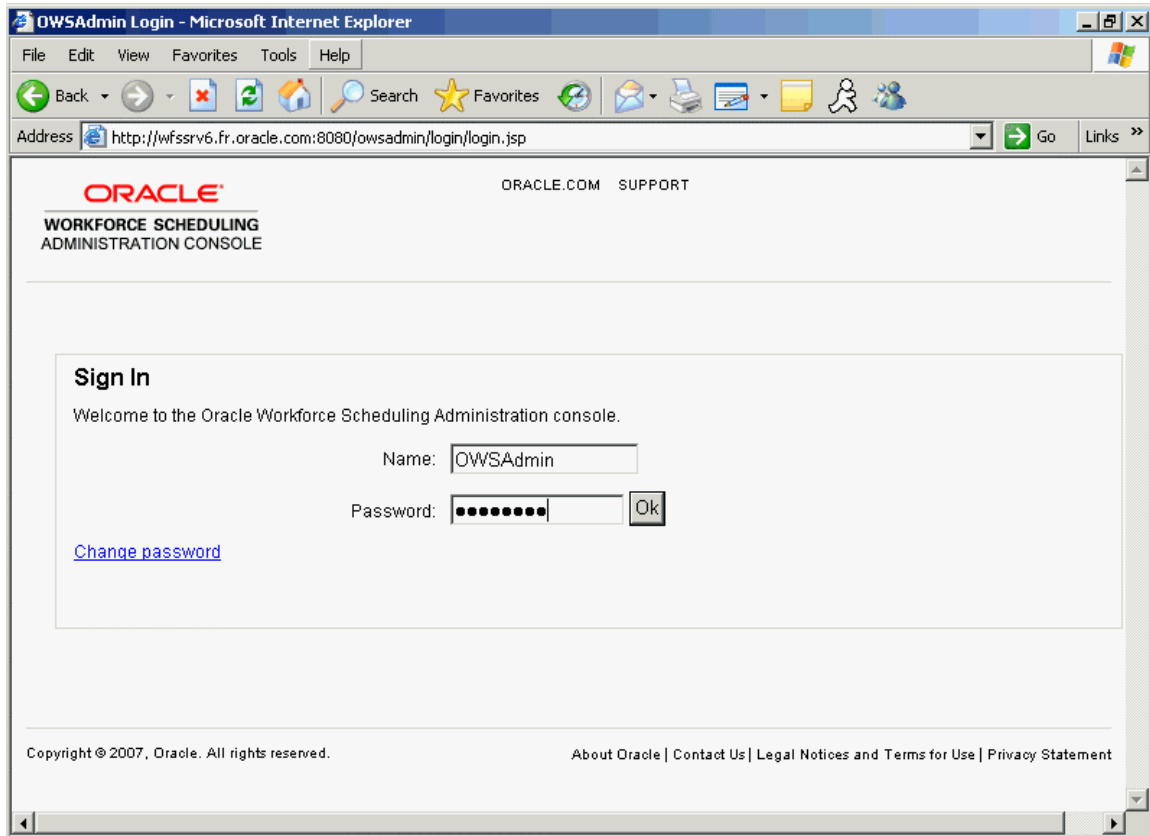 OWSAdmin Login - Microsoft Internet Explorer
File Edit View Favorites Tools Help
Back Search Favorites
Address http://wfssrv6.fr.oracle.com:8080/owsadmin/login/login.jsp Go Links »
ORACLE
WORKFORCE SCHEDULING
ADMINISTRATION CONSOLE
ORACLE.COM SUPPORT
Sign In
Welcome to the Oracle Workforce Scheduling Administration console.
Name: OWSAdmin
Password: •••••••• Ok
Change password
Copyright © 2007, Oracle. All rights reserved.
About Oracle | Contact Us | Legal Notices and Terms for Use | Privacy Statement